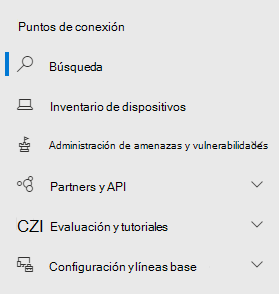 Puntos de conexión
Búsqueda
Inventario de dispositivos
Administración de amenazas y vulnerabilidades
Partners y API
CZI Evaluación y tutoriales
Configuración y líneas base